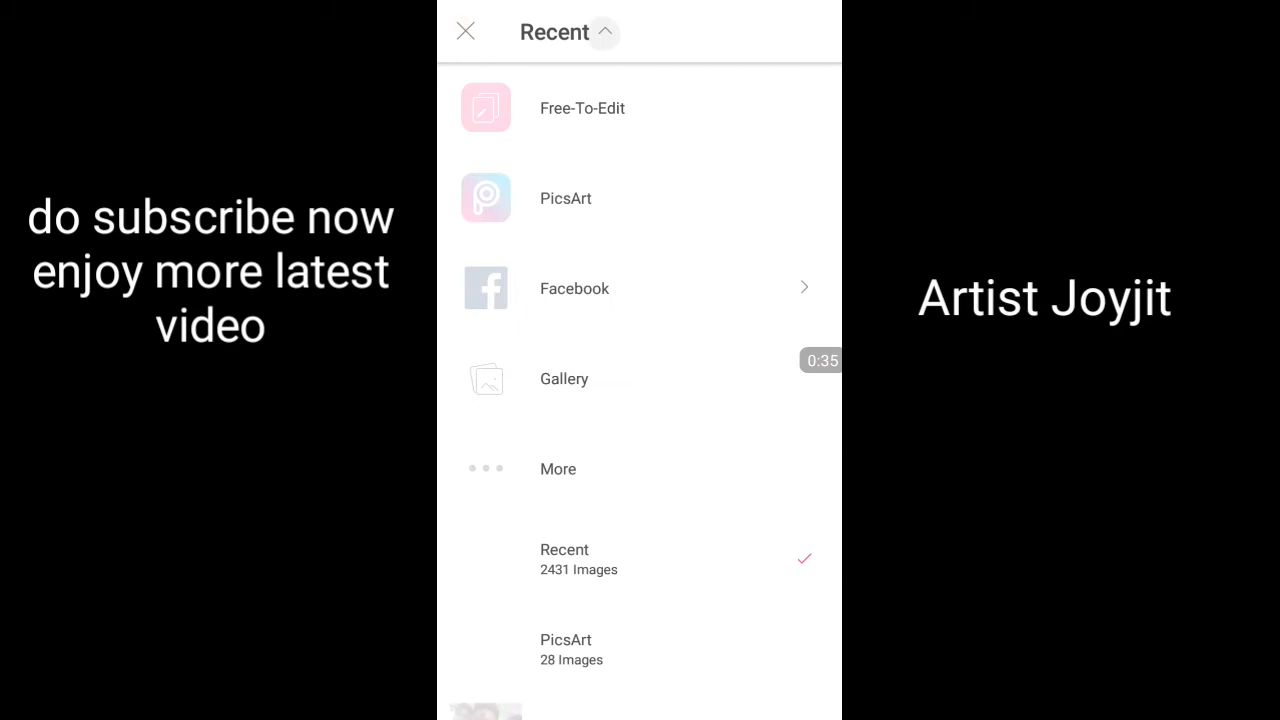 do subscribe now
enjoy more latest
video
Recent
Free-To-Edit
PicsArt
Facebook
Gallery
More
Recent
2431 Images
PicsArt
28 Images
0:35
Artist Joyjit